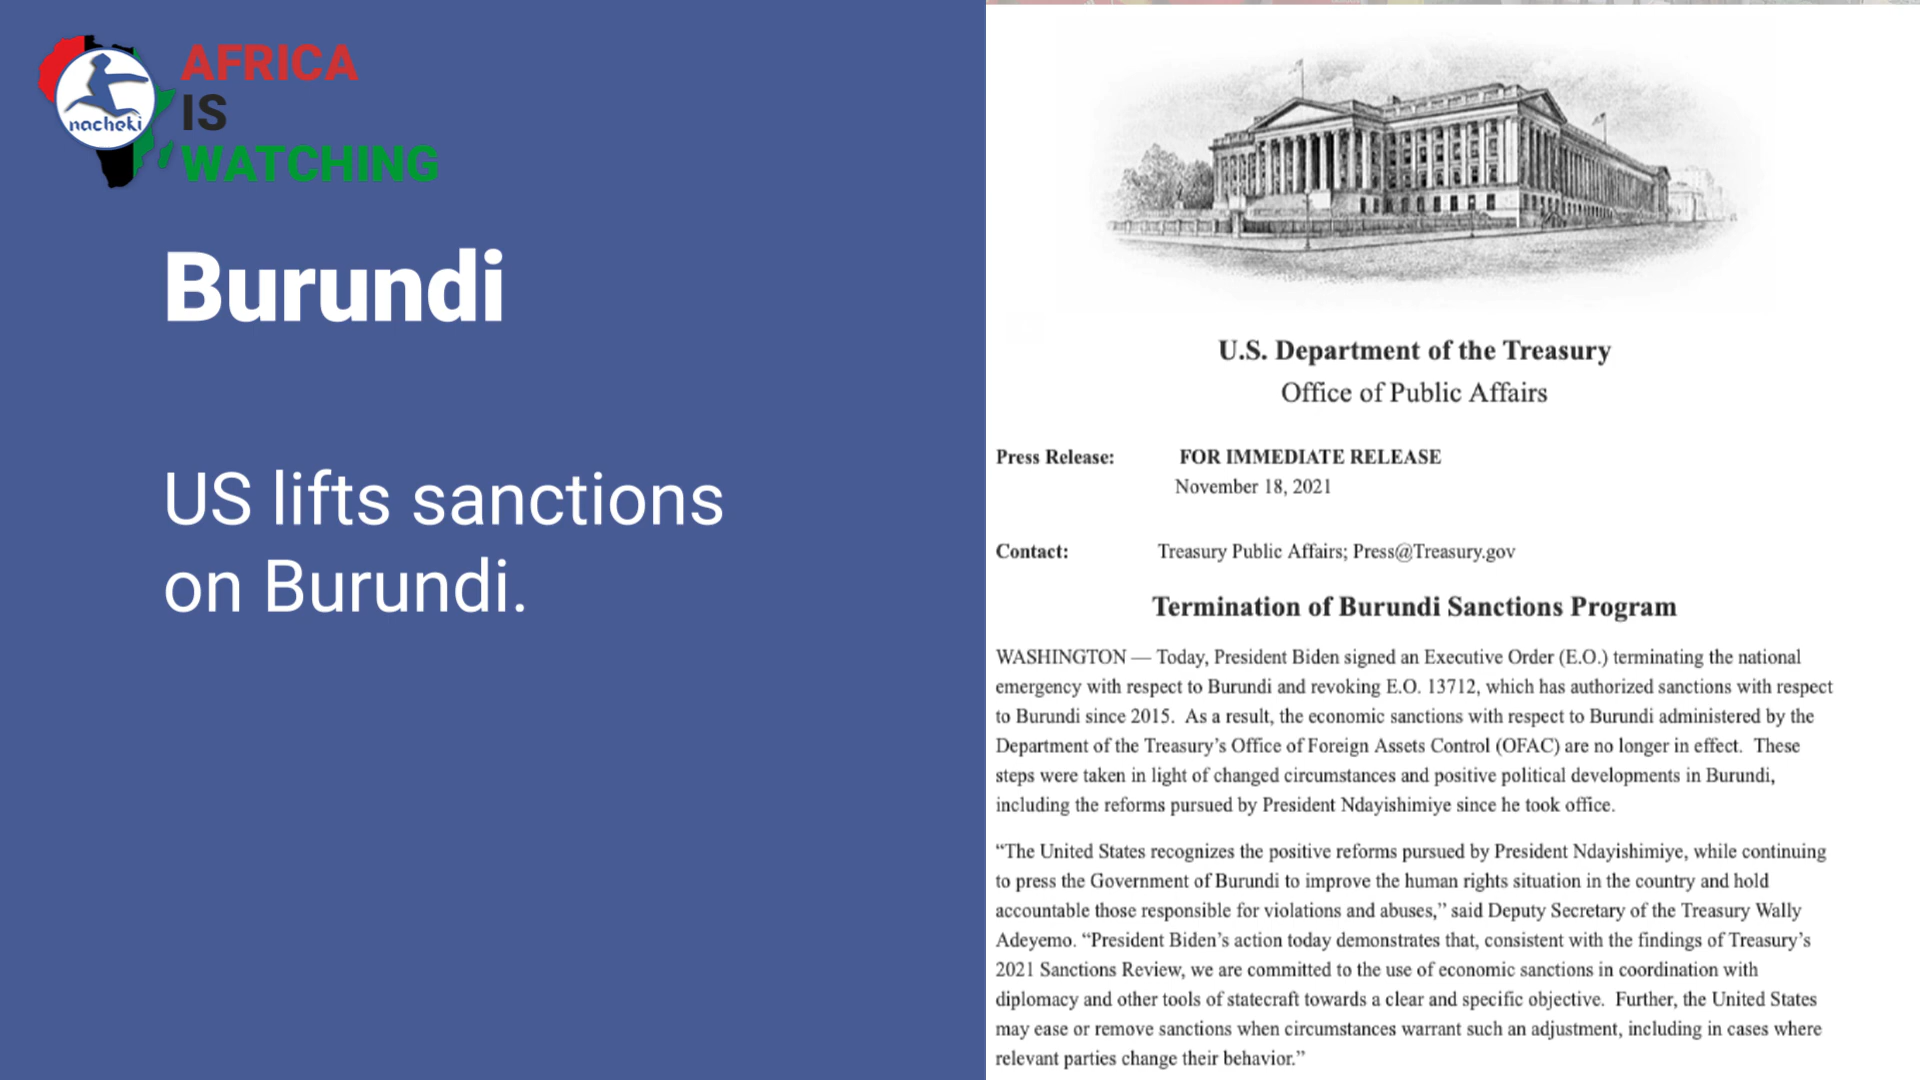 nacheki
AFRICA
IS
WATCHING
Burundi
US lifts sanctions
on Burundi.
U.S. Department of the Treasury
Office of Public Affairs
Press Release: FOR IMMEDIATE RELEASE
November 18, 2021
Contact: Treasury Public Affairs; Press@Treasury.gov
Termination of Burundi Sanctions Program
WASHINGTON — Today, President Biden signed an Executive Order (E.O.) terminating the national
emergency with respect to Burundi and revoking E.O. 13712, which has authorized sanctions with respect
to Burundi since 2015.  As a result, the economic sanctions with respect to Burundi administered by the
Department of the Treasury’s Office of Foreign Assets Control (OFAC) are no longer in effect.  These
steps were taken in light of changed circumstances and positive political developments in Burundi,
including the reforms pursued by President Ndayishimiye since he took office.
“The United States recognizes the positive reforms pursued by President Ndayishimiye, while continuing
to press the Government of Burundi to improve the human rights situation in the country and hold
accountable those responsible for violations and abuses,” said Deputy Secretary of the Treasury Wally
Adeyemo. “President Biden’s action today demonstrates that, consistent with the findings of Treasury’s
2021 Sanctions Review, we are committed to the use of economic sanctions in coordination with
diplomacy and other tools of statecraft towards a clear and specific objective.  Further, the United States
may ease or remove sanctions when circumstances warrant such an adjustment, including in cases where
relevant parties change their behavior.”